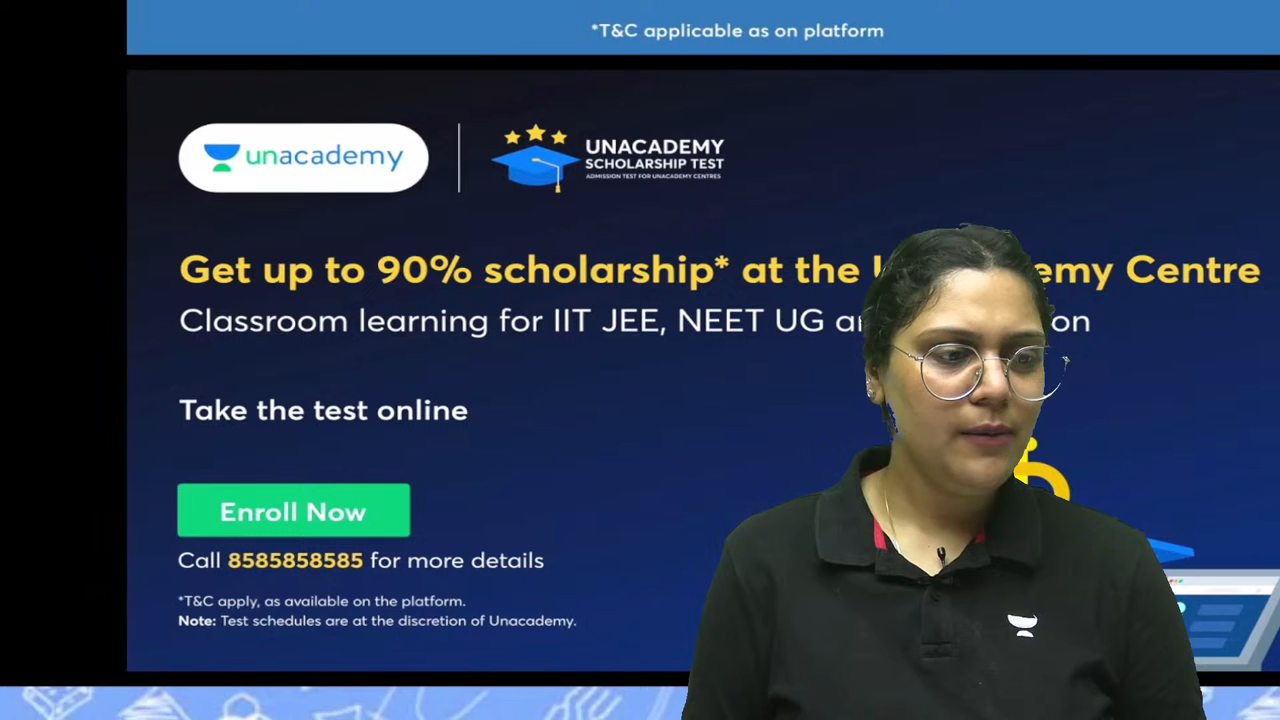 *T&C applicable as on platform
unacademy
UNACADEMY
SCHOLARSHIP TEST
ADMISSION TEST FOR UNACADEMY CENTRES
Get up to 90% scholarship* at the emy Centre
Classroom learning for IIT JEE, NEET UG on
Take the test online
Enroll Now
Call 8585858585 for more details
*T&C apply, as available on the platform.
Note: Test schedules are at the discretion of Unacademy.